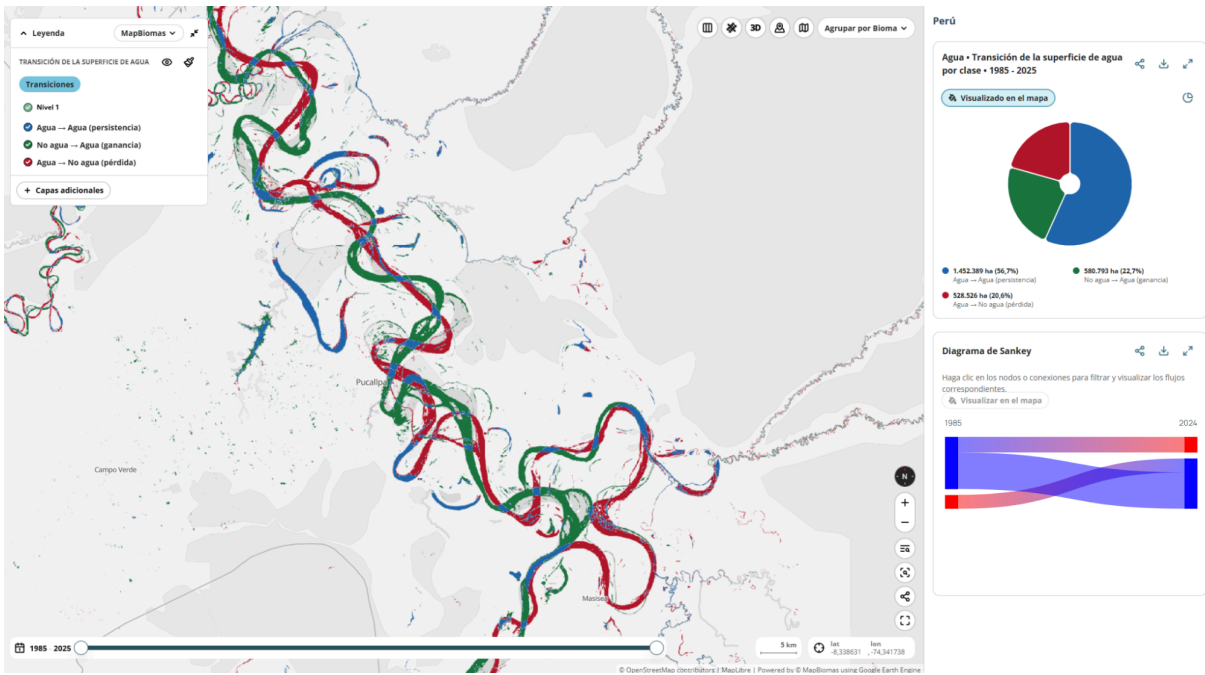 Leyenda
MapBiomas
TRANSICIÓN DE LA SUPERFICIE DE AGUA
Transiciones
Nivel 1
Agua → Agua (persistencia)
No agua → Agua (ganancia)
Agua → No agua (pérdida)
+ Capas adicionales
3D
Agrupar por Bioma
Pucallpa
Campo Verde
Masisea
N
+
−
1985 2025
5 km
lat lon
-8,338631 , -74,341738
© OpenStreetMap contributors | MapLibre | Powered by © MapBiomas using Google Earth Engine
Perú
Agua • Transición de la superficie de agua
por clase • 1985 - 2025
Visualizado en el mapa
1.452.389 ha (56,7%)
Agua → Agua (persistencia)
580.793 ha (22,7%)
No agua → Agua (ganancia)
528.526 ha (20,6%)
Agua → No agua (pérdida)
Diagrama de Sankey
Haga clic en los nodos o conexiones para filtrar y visualizar los flujos
correspondientes.
Visualizar en el mapa
1985 2024